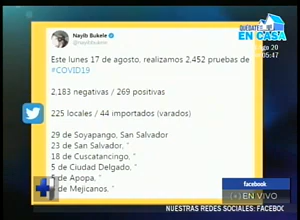 QUÉDATE
EN CASA
Nayib Bukele
@nayibbukele
Este lunes 17 de agosto, realizamos 2,452 pruebas de
#COVID19
2,183 negativas / 269 positivas
225 locales / 44 importados (varados)
29 de Soyapango, San Salvador
23 de San Salvador, "
18 de Cuscatancingo, "
5 de Ciudad Delgado, "
5 de Apopa, "
de Mejicanos, "
20
05:47
facebook
EN VIVO
NUESTRAS REDES SOCIALES: FACEBOO